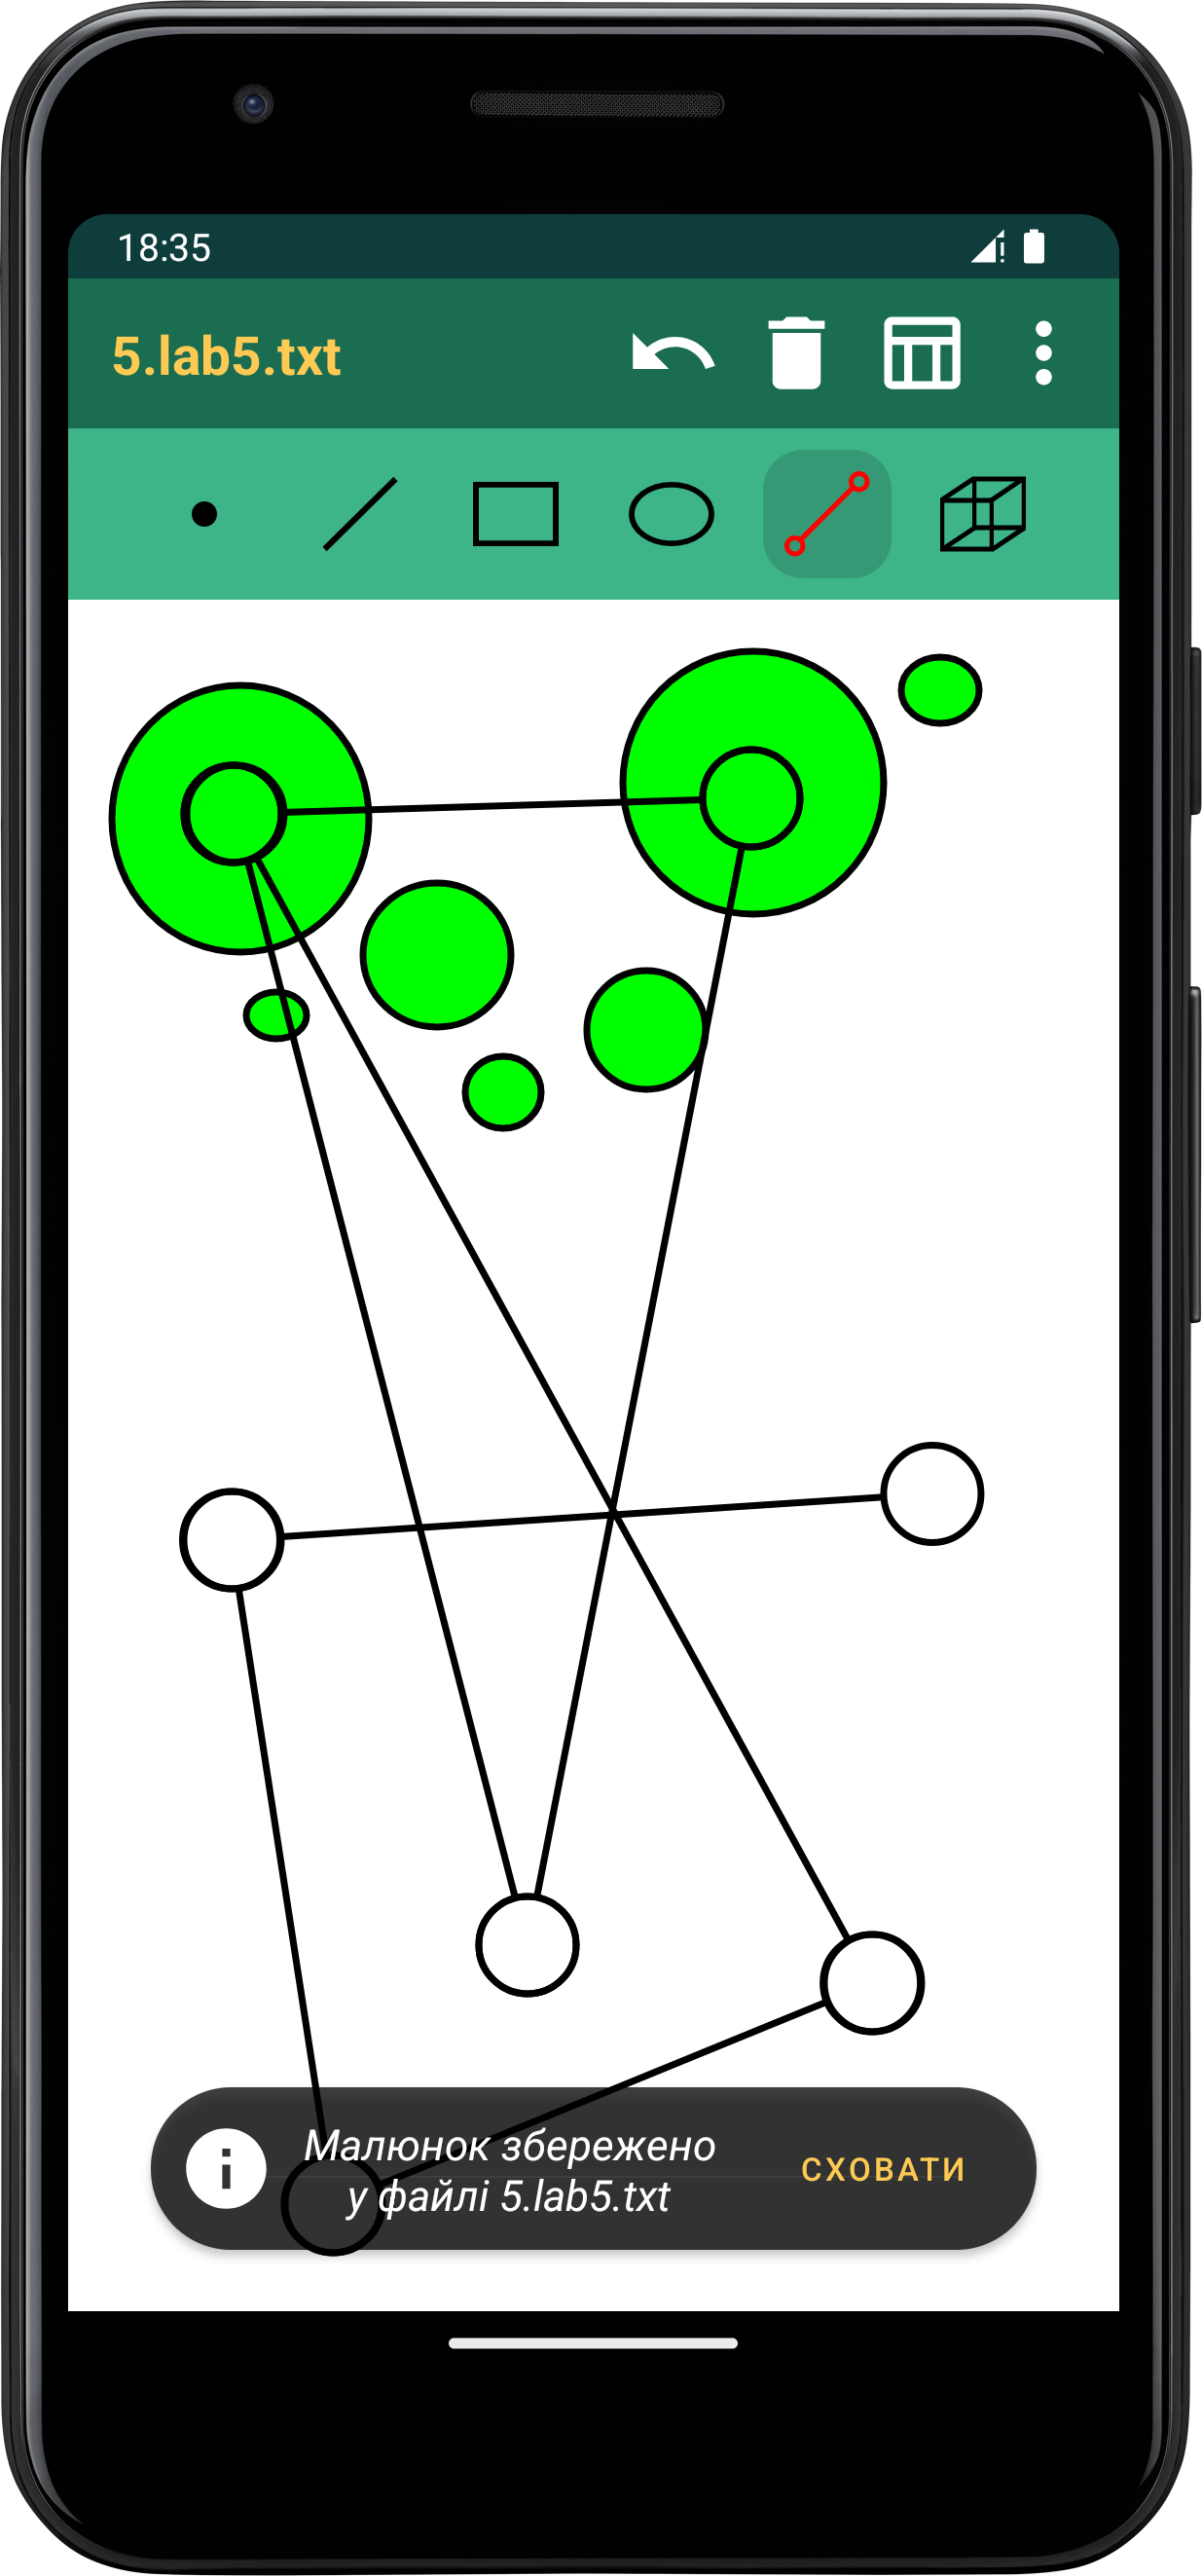 18:35
5.lab5.txt
Малюнок збережено
у файлі 5.lab5.txt
СХОВАТИ